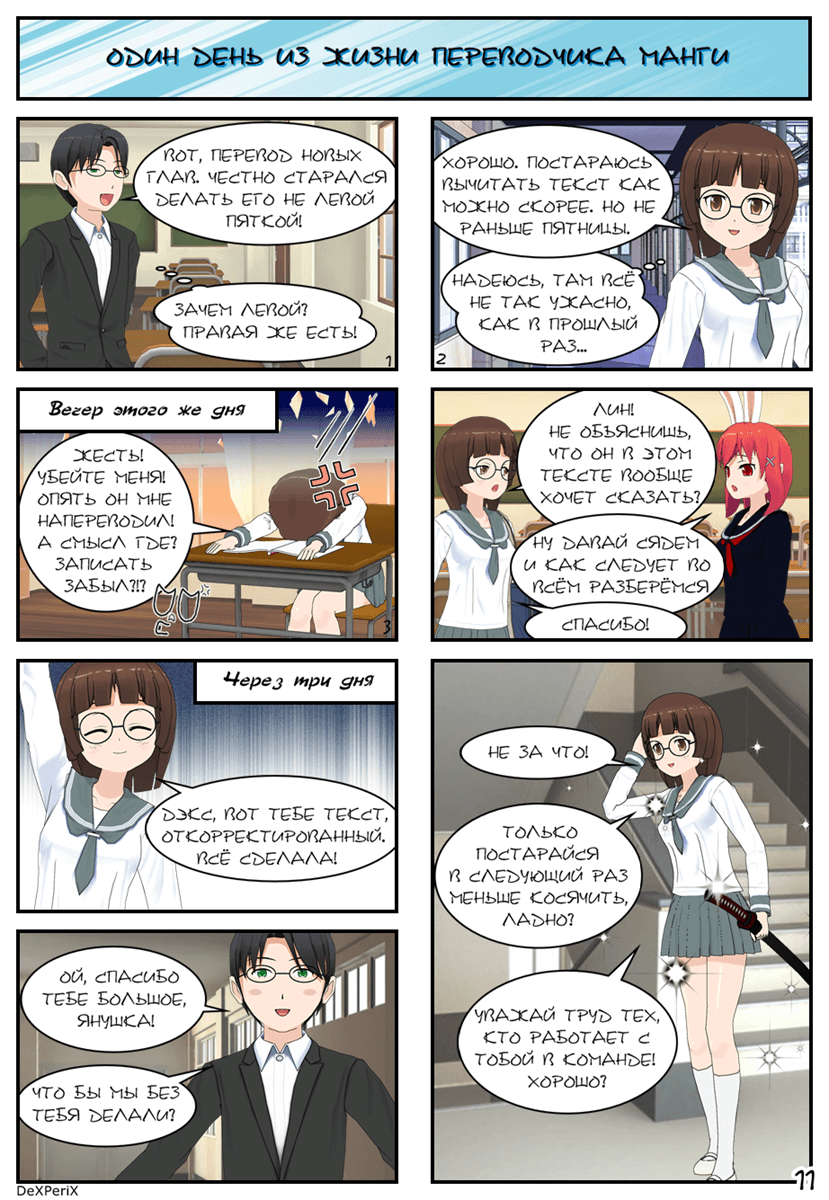 ОДИН ДЕНЬ ИЗ ЖИЗНИ ПЕРЕВОДЧИКА МАНГИ
ВОТ, ПЕРЕВОД НОВЫХ
ГЛАВ. ЧЕСТНО СТАРАЛСЯ
ДЕЛАТЬ ЕГО НЕ ЛЕВОЙ
ПЯТКОЙ!
ЗАЧЕМ ЛЕВОЙ?
ПРАВАЯ ЖЕ ЕСТЬ!
1
ХОРОШО. ПОСТАРАЮСЬ
ВЫЧИТАТЬ ТЕКСТ КАК
МОЖНО СКОРЕЕ. НО НЕ
РАНЬШЕ ПЯТНИЦЫ.
НАДЕЮСЬ, ТАМ ВСЁ
НЕ ТАК УЖАСНО,
КАК В ПРОШЛЫЙ
РАЗ...
2
Вечер этого же дня
ЖЕСТЬ!
УБЕЙТЕ МЕНЯ!
ОПЯТЬ ОН МНЕ
НАПЕРЕВОДИЛ!
А СМЫСЛ ГДЕ?
ЗАПИСАТЬ
ЗАБЫЛ?!?
3
ЛИН!
НЕ ОБЪЯСНИШЬ,
ЧТО ОН В ЭТОМ
ТЕКСТЕ ВООБЩЕ
ХОЧЕТ СКАЗАТЬ?
НУ ДАВАЙ СЯДЕМ
И КАК СЛЕДУЕТ ВО
ВСЁМ РАЗБЕРЁМСЯ
СПАСИБО!
Через три дня
ДЭКС, ВОТ ТЕБЕ ТЕКСТ,
ОТКОРРЕКТИРОВАННЫЙ.
ВСЁ СДЕЛАЛА!
ОЙ, СПАСИБО
ТЕБЕ БОЛЬШОЕ,
ЯНУШКА!
ЧТО БЫ МЫ БЕЗ
ТЕБЯ ДЕЛАЛИ?
НЕ ЗА ЧТО!
ТОЛЬКО
ПОСТАРАЙСЯ
В СЛЕДУЮЩИЙ РАЗ
МЕНЬШЕ КОСЯЧИТЬ,
ЛАДНО?
УВАЖАЙ ТРУД ТЕХ,
КТО РАБОТАЕТ С
ТОБОЙ В КОМАНДЕ!
ХОРОШО?
DeXPeriX
11